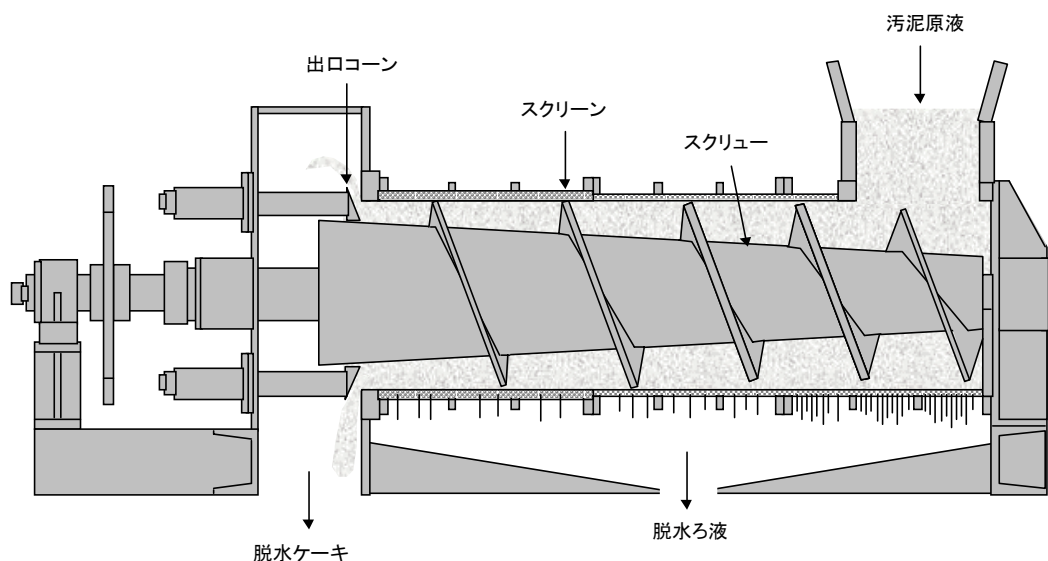 汚泥原液
出口コーン
スクリーン
スクリュー
脱水ろ液
脱水ケーキ